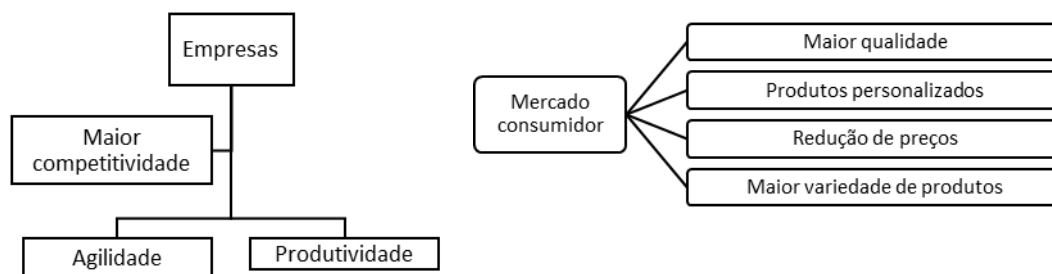 Empresas
Maior
competitividade
Agilidade
Produtividade
Mercado
consumidor
Maior qualidade
Produtos personalizados
Redução de preços
Maior variedade de produtos